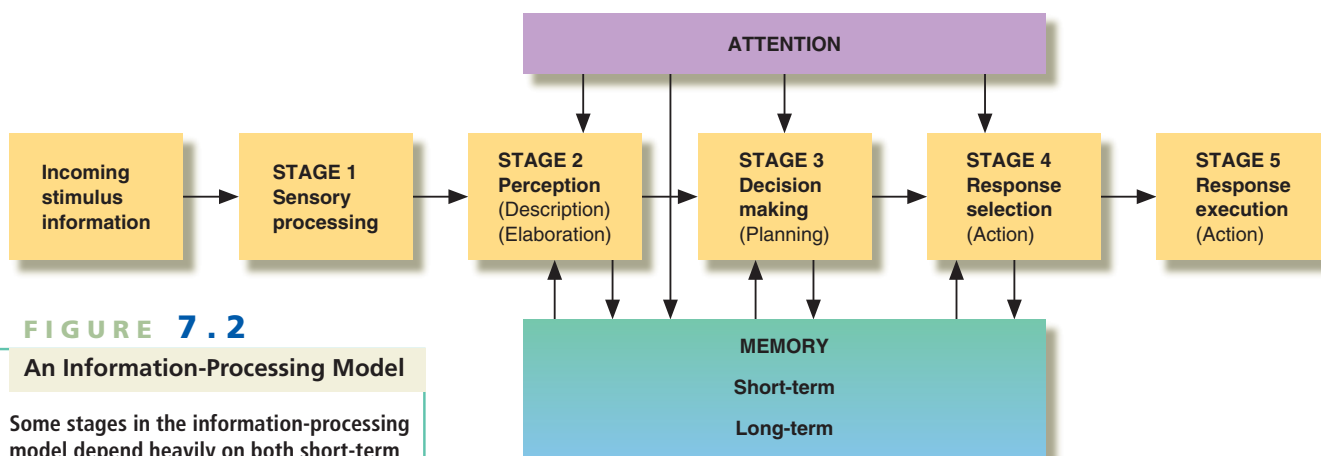 ATTENTION
Incoming
stimulus
information
STAGE 1
Sensory
processing
STAGE 2
Perception
(Description)
(Elaboration)
STAGE 3
Decision
making
(Planning)
STAGE 4
Response
selection
(Action)
STAGE 5
Response
execution
(Action)
MEMORY
Short-term
Long-term
FIGURE 7.2
An Information-Processing Model
Some stages in the information-processing
model depend heavily on both short-term